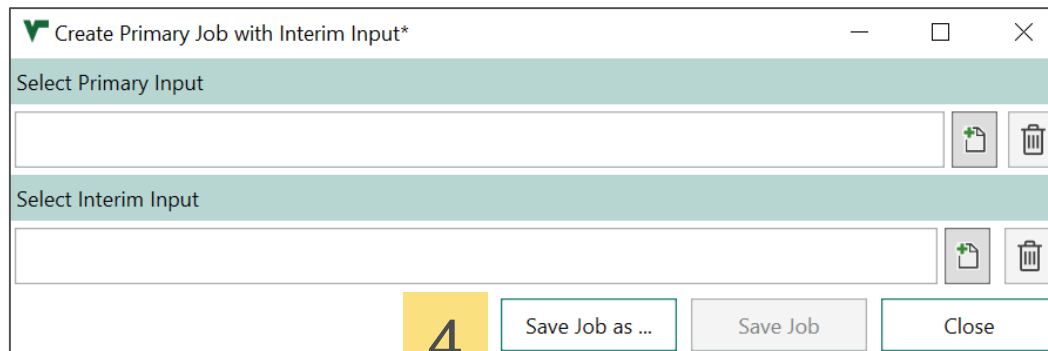 Create Primary Job with Interim Input*
Select Primary Input
Select Interim Input
4 Save Job as ... Save Job Close